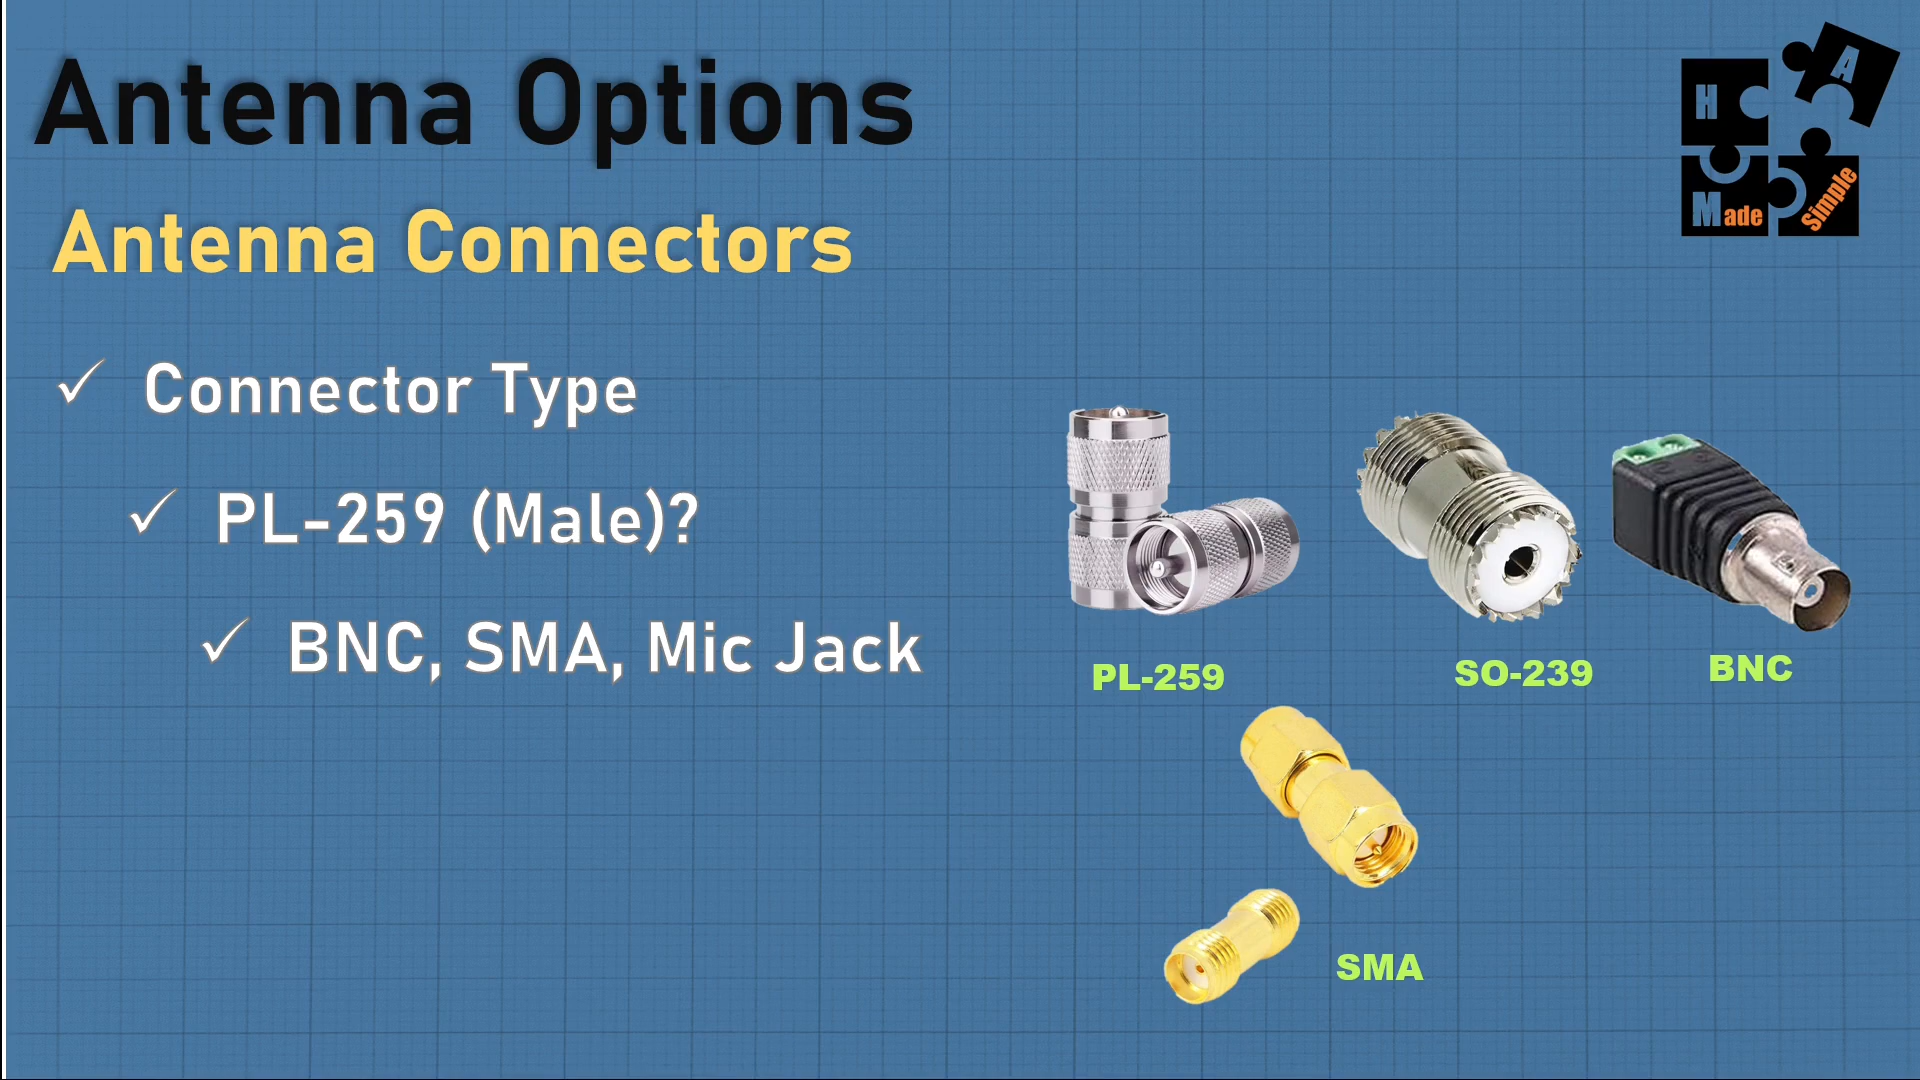 Antenna Options
Antenna Connectors
✓ Connector Type
✓ PL-259 (Male)?
✓ BNC, SMA, Mic Jack
PL-259
SO-239
BNC
SMA
H A
Made Simple